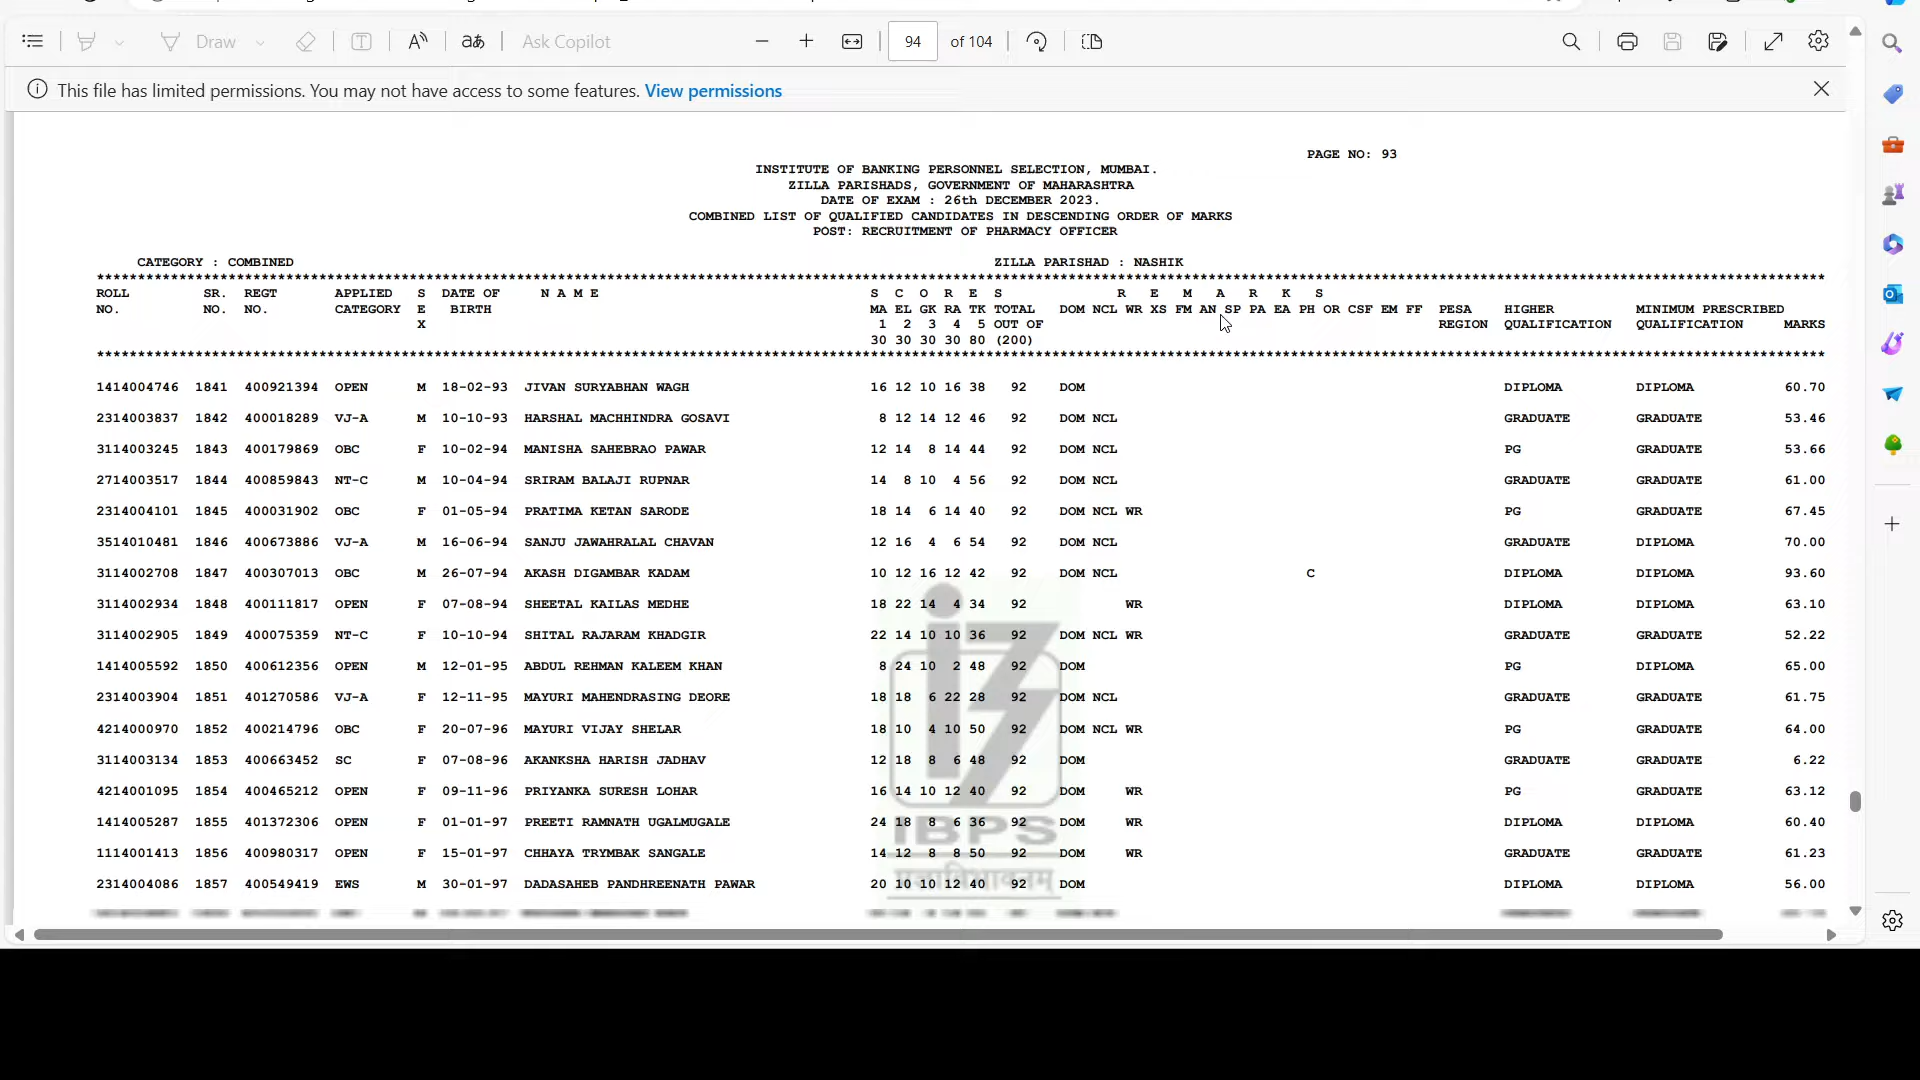 Draw
aあ
Ask Copilot
94 of 104
This file has limited permissions. You may not have access to some features. View permissions
PAGE NO: 93
INSTITUTE OF BANKING PERSONNEL SELECTION, MUMBAI.
ZILLA PARISHADS, GOVERNMENT OF MAHARASHTRA
DATE OF EXAM : 26th DECEMBER 2023.
COMBINED LIST OF QUALIFIED CANDIDATES IN DESCENDING ORDER OF MARKS
POST: RECRUITMENT OF PHARMACY OFFICER
CATEGORY : COMBINED ZILLA PARISHAD : NASHIK
ROLL SR. REGT APPLIED S DATE OF N A M E S C O R E S R E M A R K S
NO. NO. NO. CATEGORY E BIRTH MA EL GK RA TK TOTAL DOM NCL WR XS FM AN SP PA EA PH OR CSF EM FF PESA HIGHER MINIMUM PRESCRIBED
X 1 2 3 4 5 OUT OF REGION QUALIFICATION QUALIFICATION MARKS
30 30 30 30 80 (200)
1414004746 1841 400921394 OPEN M 18-02-93 JIVAN SURYABHAN WAGH 16 12 10 16 38 92 DOM DIPLOMA DIPLOMA 60.70
2314003837 1842 400018289 VJ-A M 10-10-93 HARSHAL MACHHINDRA GOSAVI 8 12 14 12 46 92 DOM NCL GRADUATE GRADUATE 53.46
3114003245 1843 400179869 OBC F 10-02-94 MANISHA SAHEBRAO PAWAR 12 14 8 14 44 92 DOM NCL PG GRADUATE 53.66
2714003517 1844 400859843 NT-C M 10-04-94 SRIRAM BALAJI RUPNAR 14 8 10 4 56 92 DOM NCL GRADUATE GRADUATE 61.00
2314004101 1845 400031902 OBC F 01-05-94 PRATIMA KETAN SARODE 18 14 6 14 40 92 DOM NCL WR PG GRADUATE 67.45
3514010481 1846 400673886 VJ-A M 16-06-94 SANJU JAWAHRALAL CHAVAN 12 16 4 6 54 92 DOM NCL GRADUATE DIPLOMA 70.00
3114002708 1847 400307013 OBC M 26-07-94 AKASH DIGAMBAR KADAM 10 12 16 12 42 92 DOM NCL C DIPLOMA DIPLOMA 93.60
3114002934 1848 400111817 OPEN F 07-08-94 SHEETAL KAILAS MEDHE 18 22 14 4 34 92 WR DIPLOMA DIPLOMA 63.10
3114002905 1849 400075359 NT-C F 10-10-94 SHITAL RAJARAM KHADGIR 22 14 10 10 36 92 DOM NCL WR GRADUATE GRADUATE 52.22
1414005592 1850 400612356 OPEN M 12-01-95 ABDUL REHMAN KALEEM KHAN 8 24 10 2 48 92 DOM PG DIPLOMA 65.00
2314003904 1851 401270586 VJ-A F 12-11-95 MAYURI MAHENDRASING DEORE 18 18 6 22 28 92 DOM NCL GRADUATE GRADUATE 61.75
4214000970 1852 400214796 OBC F 20-07-96 MAYURI VIJAY SHELAR 18 10 4 10 50 92 DOM NCL WR PG GRADUATE 64.00
3114003134 1853 400663452 SC F 07-08-96 AKANKSHA HARISH JADHAV 12 18 8 6 48 92 DOM GRADUATE GRADUATE 6.22
4214001095 1854 400465212 OPEN F 09-11-96 PRIYANKA SURESH LOHAR 16 14 10 12 40 92 DOM WR PG GRADUATE 63.12
1414005287 1855 401372306 OPEN F 01-01-97 PREETI RAMNATH UGALMUGALE 24 18 8 6 36 92 DOM WR DIPLOMA DIPLOMA 60.40
1114001413 1856 400980317 OPEN F 15-01-97 CHHAYA TRYMBAK SANGALE 14 12 8 8 50 92 DOM WR GRADUATE GRADUATE 61.23
2314004086 1857 400549419 EWS M 30-01-97 DADASAHEB PANDHREENATH PAWAR 20 10 10 12 40 92 DOM DIPLOMA DIPLOMA 56.00
IBPS